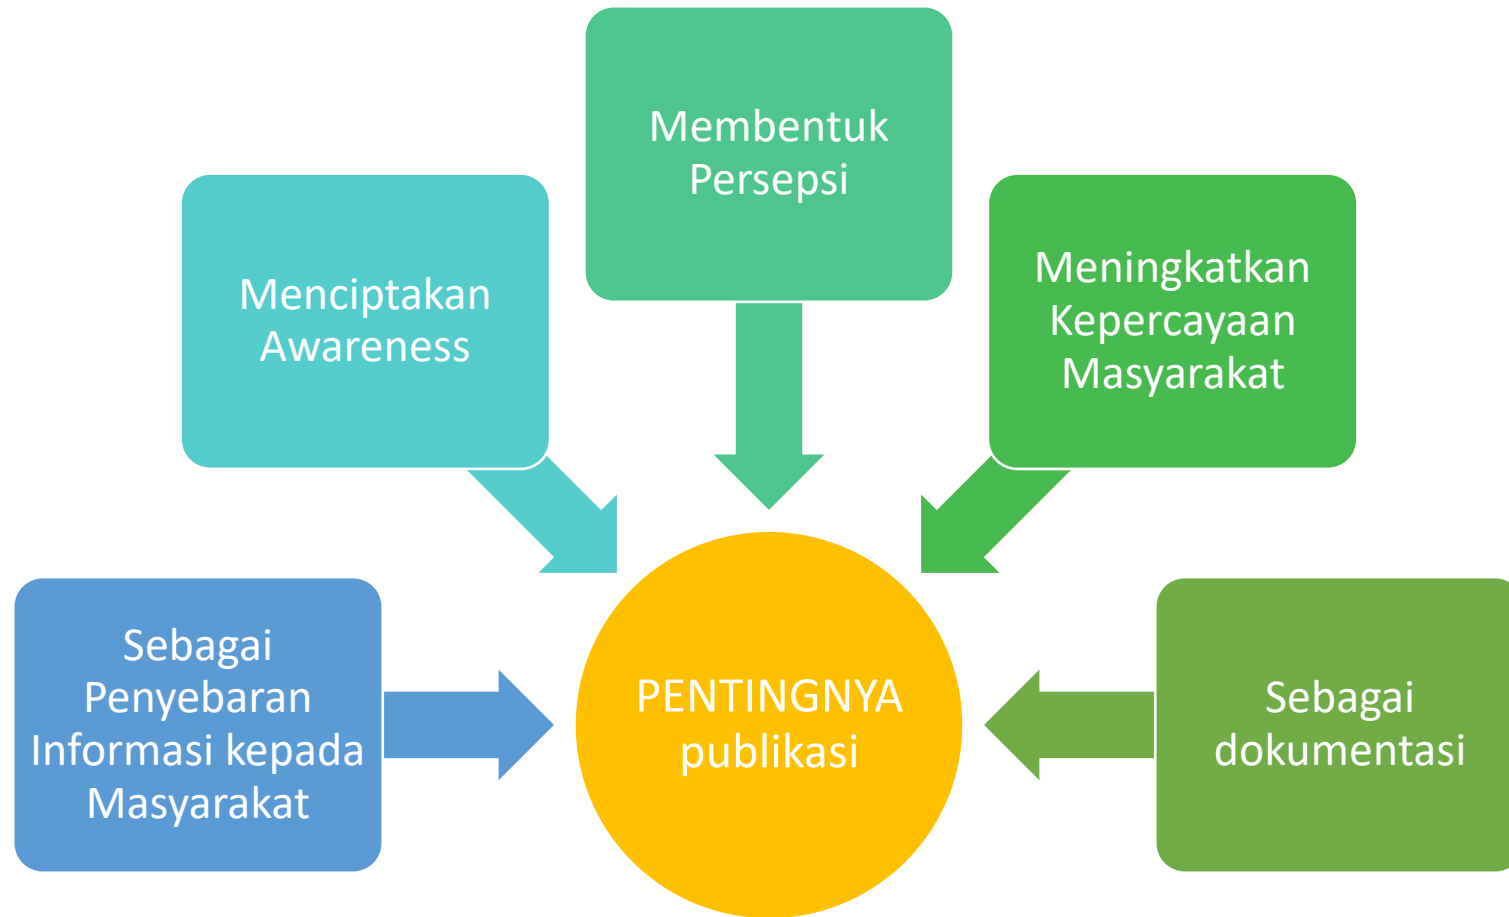 Membentuk
Persepsi
Menciptakan
Awareness
Meningkatkan
Kepercayaan
Masyarakat
Sebagai
Penyebaran
Informasi kepada
Masyarakat
PENTINGNYA
publikasi
Sebagai
dokumentasi